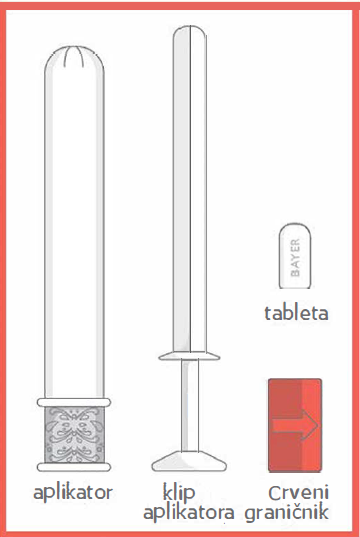 BAYER
tableta
aplikator
klip
aplikatora
Crveni
graničnik